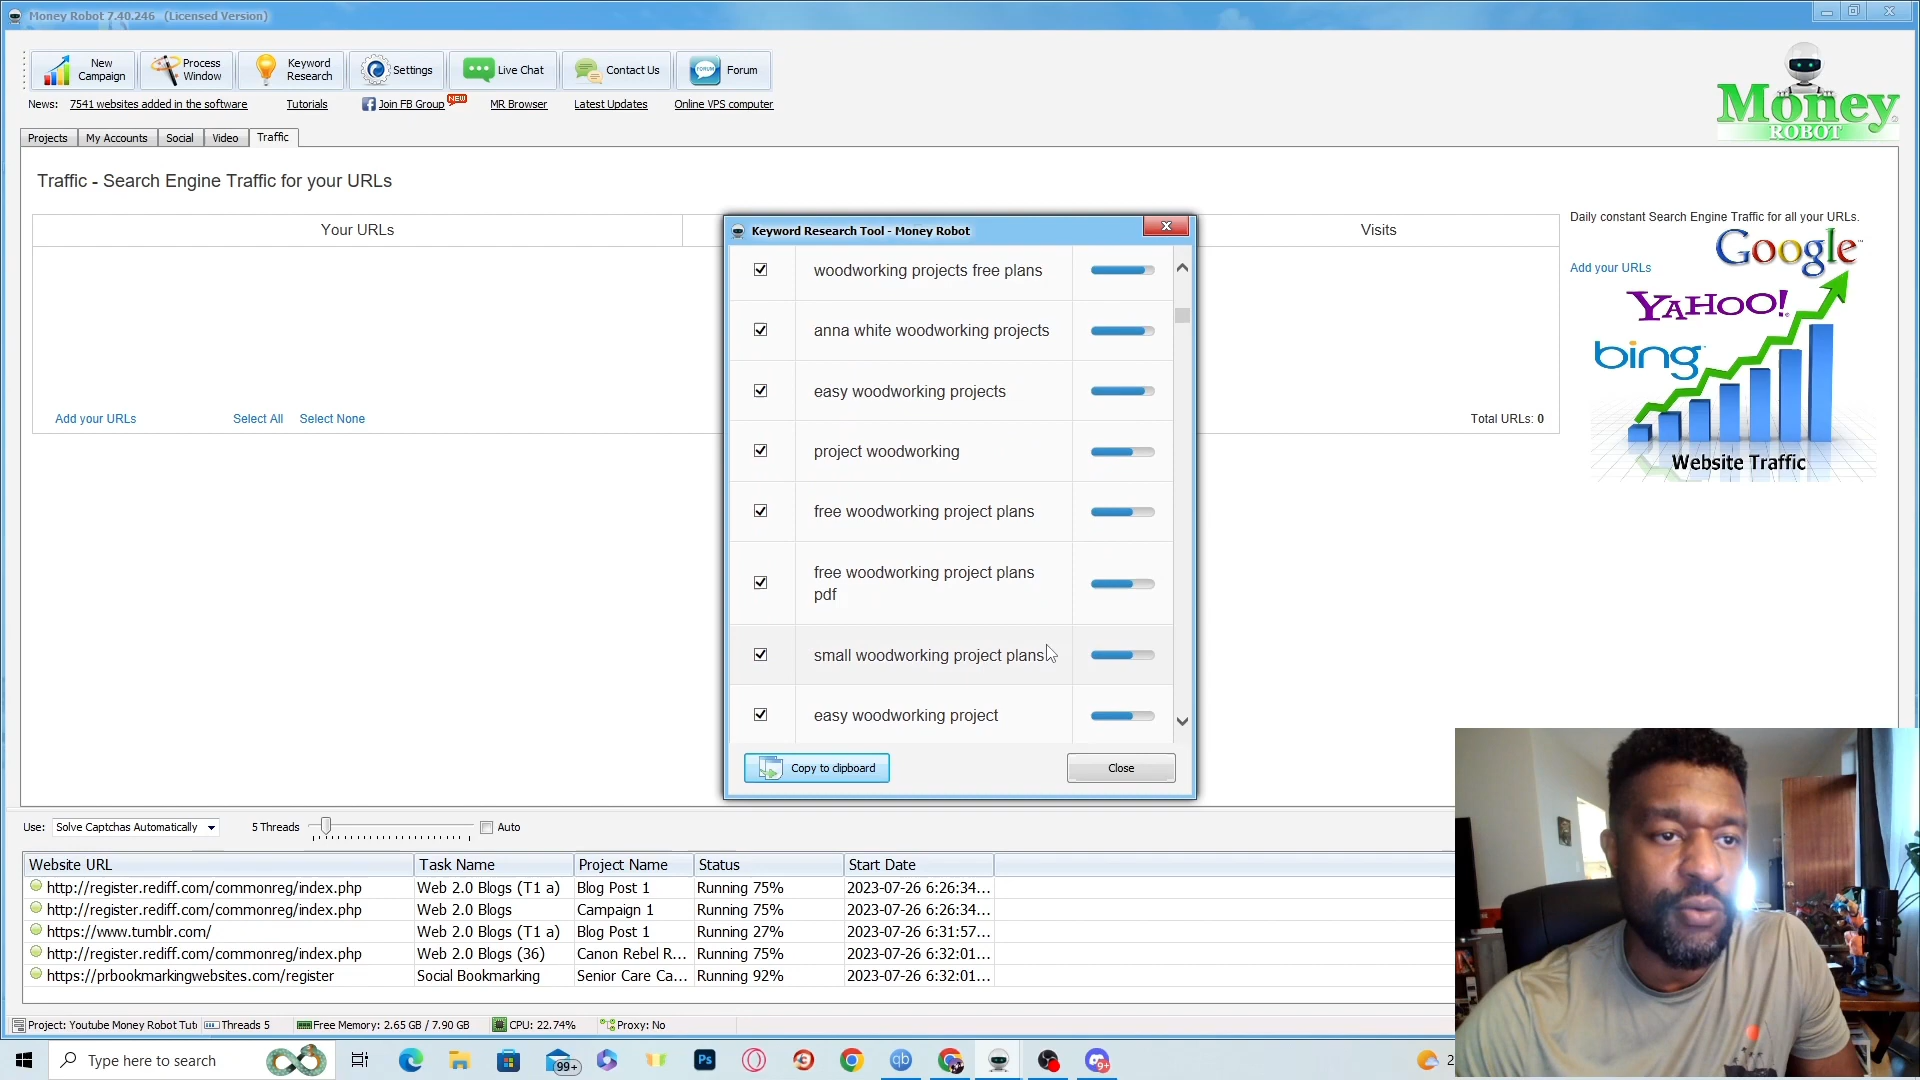 Money Robot 7.40.246 (Licensed Version)
New Campaign
Process Window
Keyword Research
Settings
Live Chat
Contact Us
FORUM
Forum
News: 7541 websites added in the software
Tutorials
Join FB Group
NEW
MR Browser
Latest Updates
Online VPS computer
Money
ROBOT
Projects
My Accounts
Social
Video
Traffic
Traffic - Search Engine Traffic for your URLs
Your URLs
Visits
Add your URLs
Select All
Select None
Total URLs: 0
Daily constant Search Engine Traffic for all your URLs.
Add your URLs
Google™
YAHOO!
bing
Website Traffic
Keyword Research Tool - Money Robot
woodworking projects free plans
anna white woodworking projects
easy woodworking projects
project woodworking
free woodworking project plans
free woodworking project plans
pdf
small woodworking project plans
easy woodworking project
Copy to clipboard
Close
Use: Solve Captchas Automatically
5 Threads
Auto
Website URL Task Name Project Name Status Start Date
http://register.rediff.com/commonreg/index.php Web 2.0 Blogs (T1 a) Blog Post 1 Running 75% 2023-07-26 6:26:34...
http://register.rediff.com/commonreg/index.php Web 2.0 Blogs Campaign 1 Running 75% 2023-07-26 6:26:34...
https://www.tumblr.com/ Web 2.0 Blogs (T1 a) Blog Post 1 Running 27% 2023-07-26 6:31:57...
http://register.rediff.com/commonreg/index.php Web 2.0 Blogs (36) Canon Rebel R... Running 75% 2023-07-26 6:32:01...
https://prbookmarkingwebsites.com/register Social Bookmarking Senior Care Ca... Running 92% 2023-07-26 6:32:01...
Project: Youtube Money Robot Tut
Threads 5
Free Memory: 2.65 GB / 7.90 GB
CPU: 22.74%
Proxy: No
Type here to search
99+
Ps
qb
9+
2